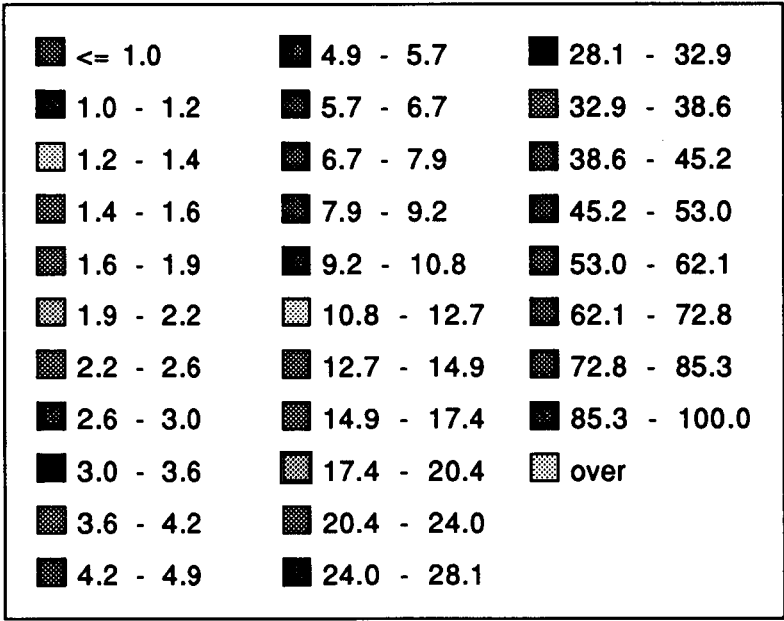 <= 1.0
1.0 - 1.2
1.2 - 1.4
1.4 - 1.6
1.6 - 1.9
1.9 - 2.2
2.2 - 2.6
2.6 - 3.0
3.0 - 3.6
3.6 - 4.2
4.2 - 4.9
4.9 - 5.7
5.7 - 6.7
6.7 - 7.9
7.9 - 9.2
9.2 - 10.8
10.8 - 12.7
12.7 - 14.9
14.9 - 17.4
17.4 - 20.4
20.4 - 24.0
24.0 - 28.1
28.1 - 32.9
32.9 - 38.6
38.6 - 45.2
45.2 - 53.0
53.0 - 62.1
62.1 - 72.8
72.8 - 85.3
85.3 - 100.0
over